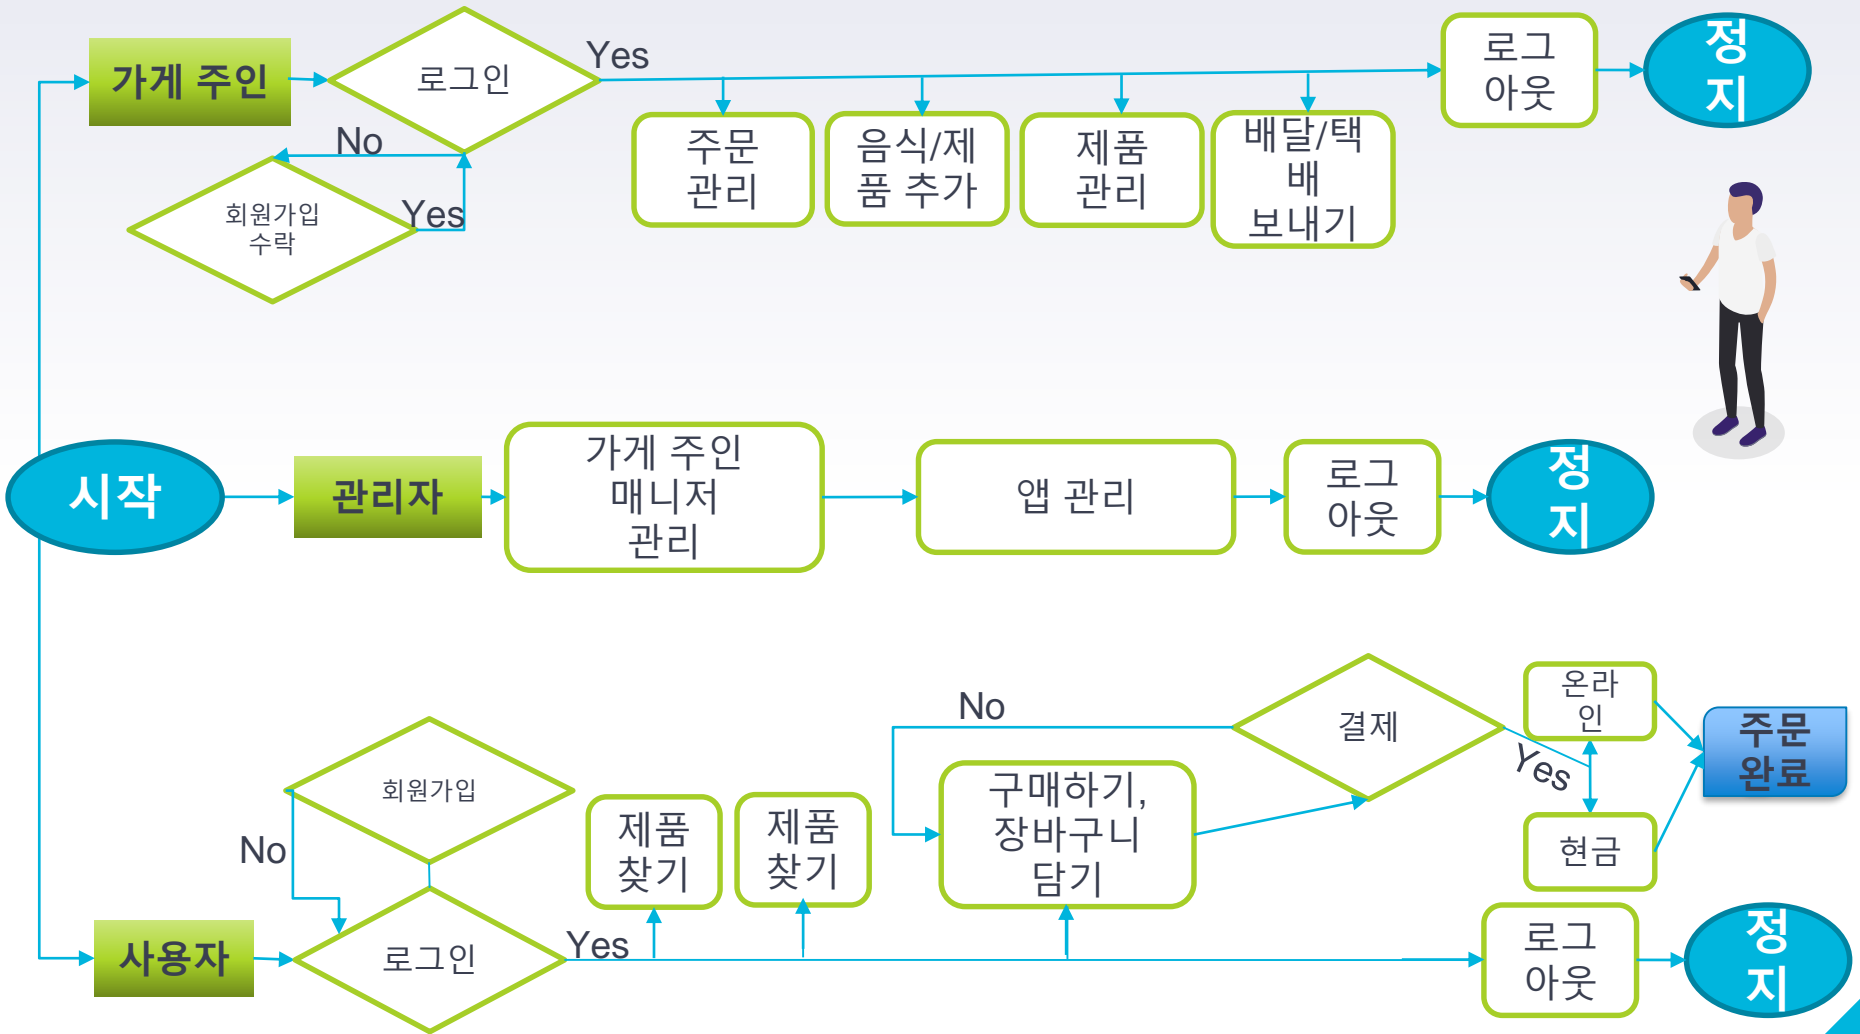 가게 주인
로그인
Yes
로그
아웃
정
지
No
회원가입
수락
Yes
주문
관리
음식/제
품 추가
제품
관리
배달/택
배
보내기
시작
관리자
가게 주인
매니저
관리
앱 관리
로그
아웃
정
지
회원가입
No
사용자
로그인
Yes
제품
찾기
제품
찾기
No
구매하기,
장바구니
담기
결제
Yes
온라
인
현금
주문
완료
로그
아웃
정
지